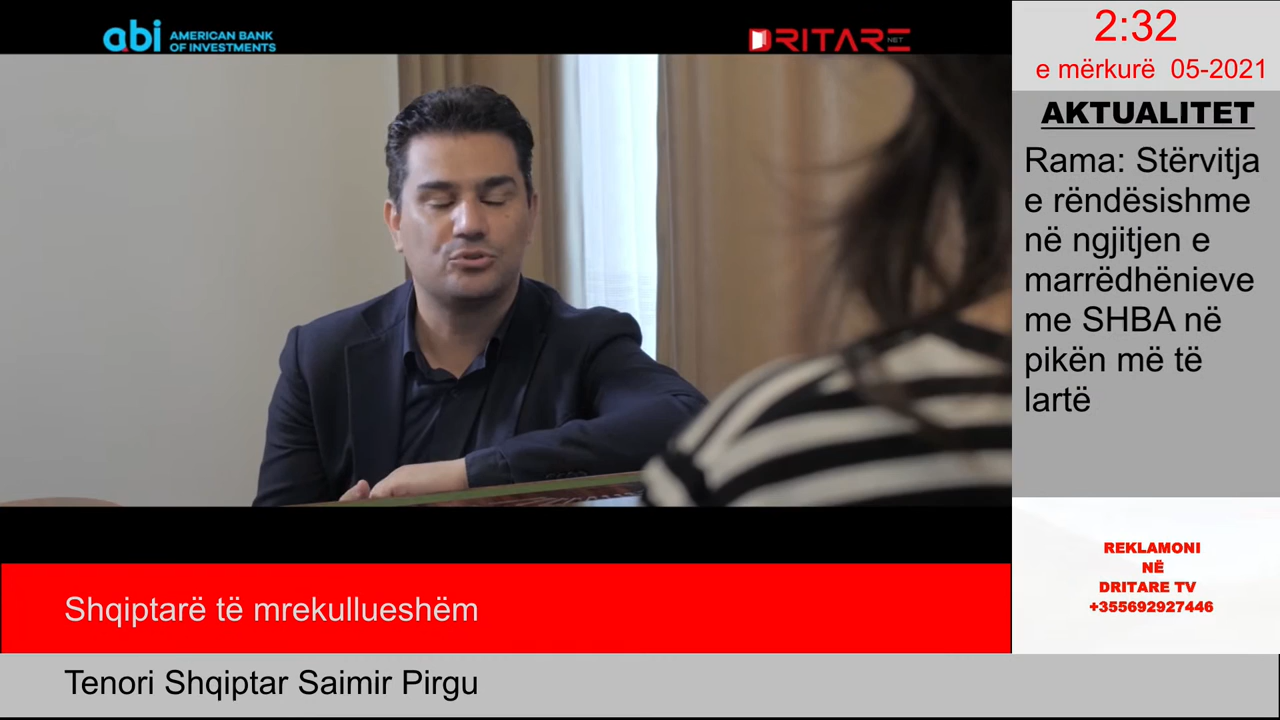 abi AMERICAN BANK
OF INVESTMENTS
DRITARE
NET
2:32
e mërkurë 05-2021
AKTUALITET
Rama: Stërvitja
e rëndësishme
në ngjitjen e
marrëdhënieve
me SHBA në
pikën më të
lartë
REKLAMONI
NË
DRITARE TV
+355692927446
Shqiptarë të mrekullueshëm
Tenori Shqiptar Saimir Pirgu